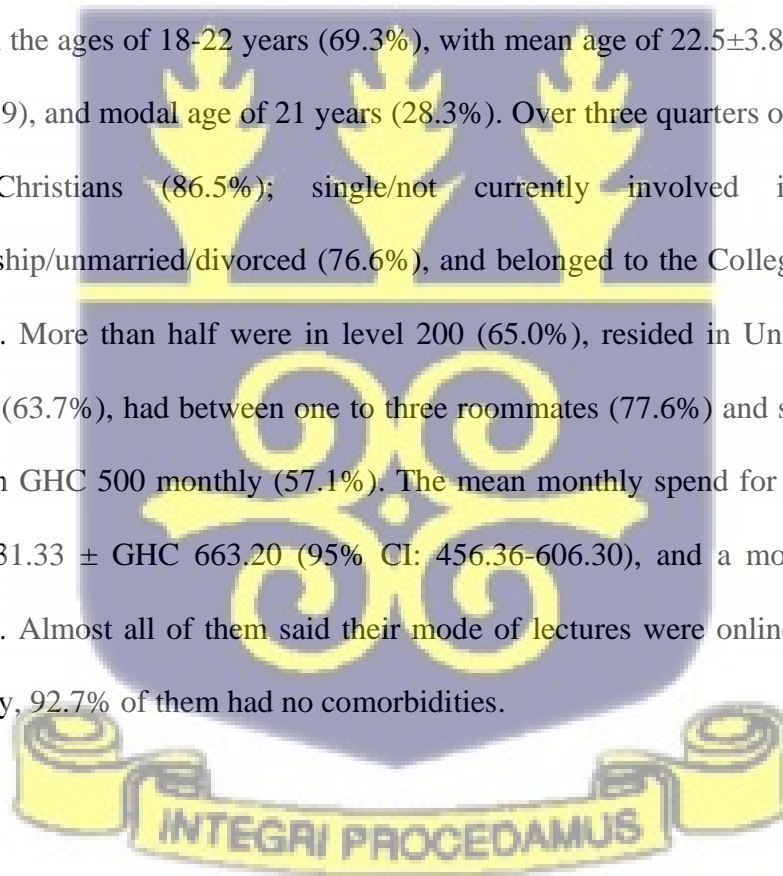 the ages of 18-22 years (69.3%), with mean age of 22.5±3.8
9), and modal age of 21 years (28.3%). Over three quarters o
Christians (86.5%); single/not currently involved i
ship/unmarried/divorced (76.6%), and belonged to the Colleg
. More than half were in level 200 (65.0%), resided in Un
(63.7%), had between one to three roommates (77.6%) and s
n GHC 500 monthly (57.1%). The mean monthly spend for
31.33 ± GHC 663.20 (95% CI: 456.36-606.30), and a mo
. Almost all of them said their mode of lectures were online
y, 92.7% of them had no comorbidities.
INTEGRI PROCEDAMUS